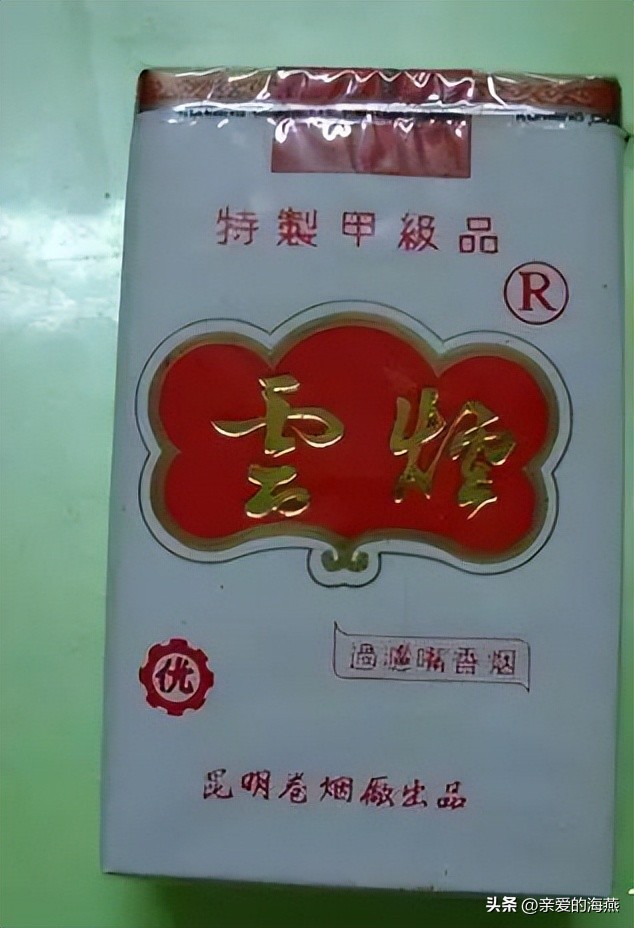 特製甲級品
R
雲煙
過濾嘴香烟
优
昆明卷烟廠出品
头条 @亲爱的海燕